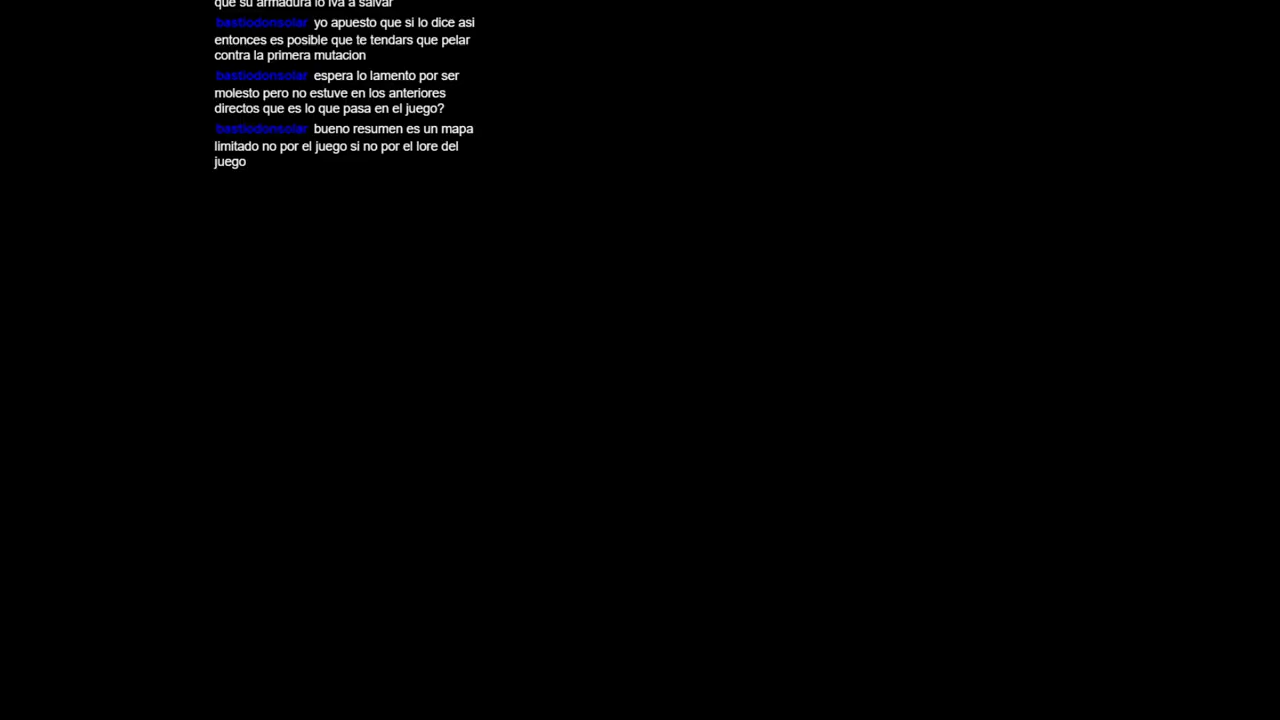 que su armadura lo iva a salvar
bastiodonsolar yo apuesto que si lo dice asi
entonces es posible que te tendars que pelar
contra la primera mutacion
bastiodonsolar espera lo lamento por ser
molesto pero no estuve en los anteriores
directos que es lo que pasa en el juego?
bastiodonsolar bueno resumen es un mapa
limitado no por el juego si no por el lore del
juego